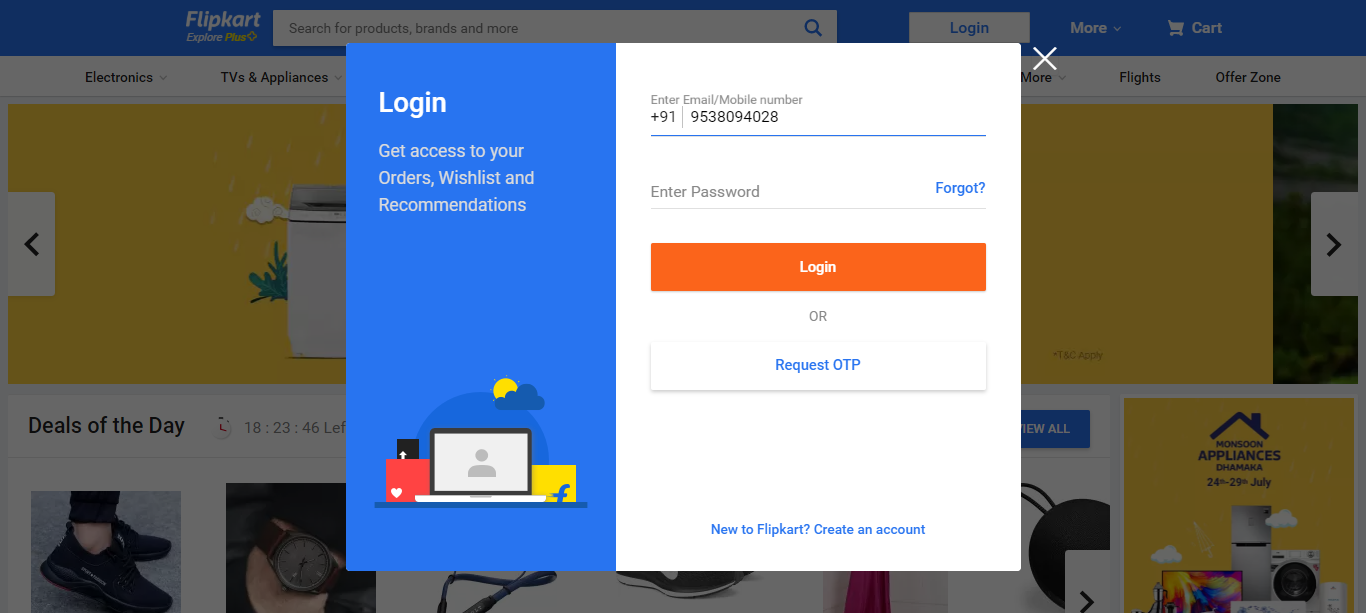 Flipkart
Explore Plus
Search for products, brands and more
Login
More
Cart
Electronics
TVs & Appliances
More
Flights
Offer Zone
Login
Get access to your
Orders, Wishlist and
Recommendations
Enter Email/Mobile number
+91 9538094028
Enter Password
Forgot?
Login
OR
Request OTP
New to Flipkart? Create an account
*T&C Apply
Deals of the Day
18 : 23 : 46 Lef
VIEW ALL
MONSOON
APPLIANCES
DHAMAKA
24th-29th July